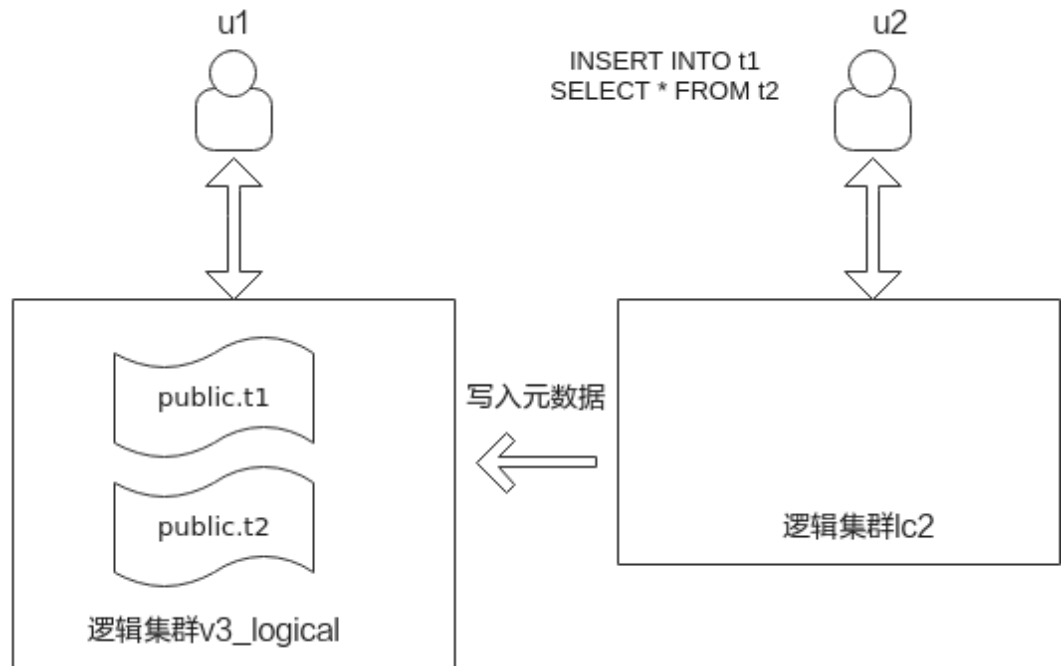 u1
u2
INSERT INTO t1
SELECT * FROM t2
public.t1
写入元数据
public.t2
逻辑集群lc2
逻辑集群v3_logical